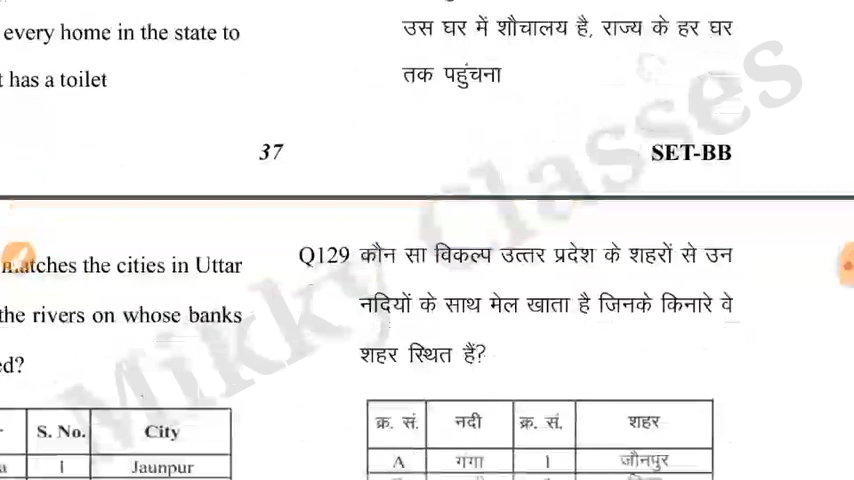 every home in the state to
has a toilet
उस घर में शौचालय है, राज्य के हर घर
तक पहुंचना
37
SET-BB
matches the cities in Uttar
the rivers on whose banks
ed?
S. No. City
1 Jaunpur
Q129 कौन सा विकल्प उत्तर प्रदेश के शहरों से उन
नदियों के साथ मेल खाता है जिनके किनारे वे
शहर स्थित हैं?
क्र. सं. नदी क्र. सं. शहर
A गंगा 1 जौनपुर
Mikky Classes